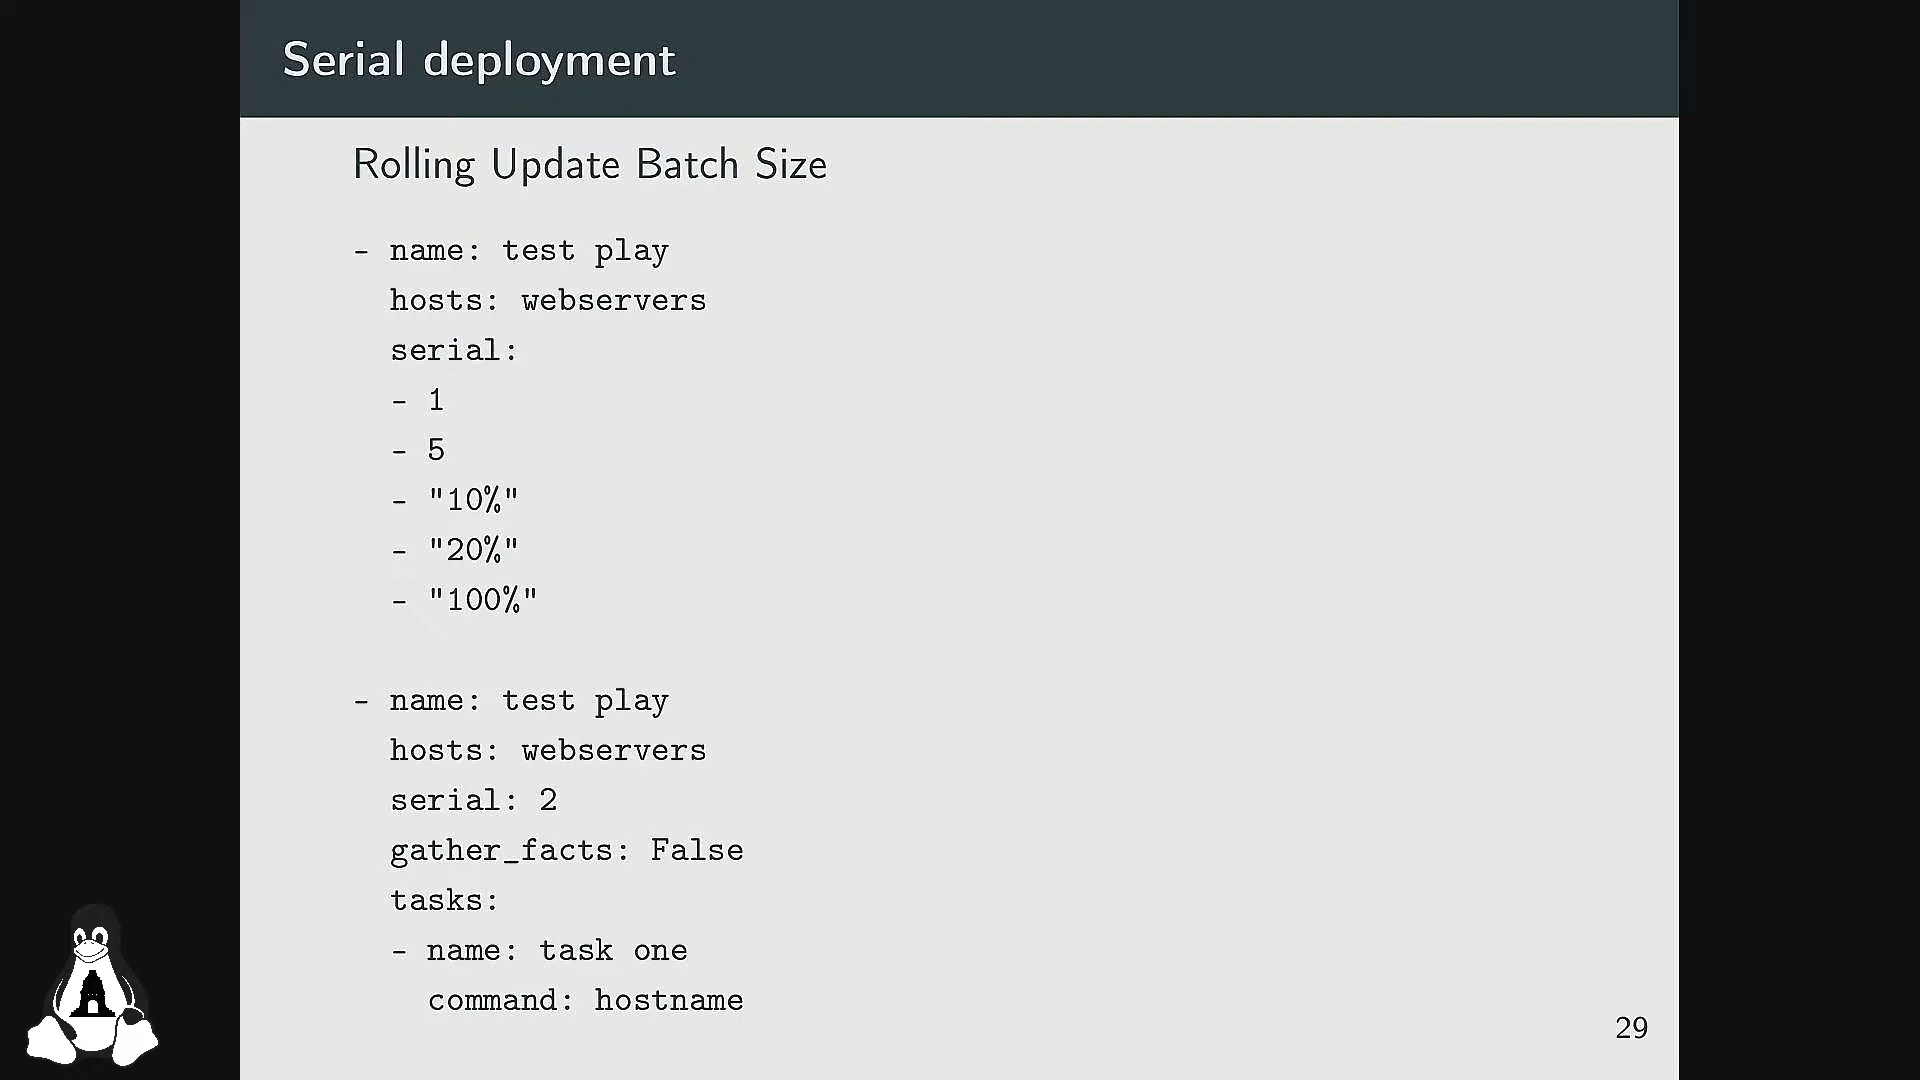 Serial deployment
Rolling Update Batch Size
- name: test play
hosts: webservers
serial:
- 1
- 5
- "10%"
- "20%"
- "100%"
- name: test play
hosts: webservers
serial: 2
gather_facts: False
tasks:
- name: task one
command: hostname
29